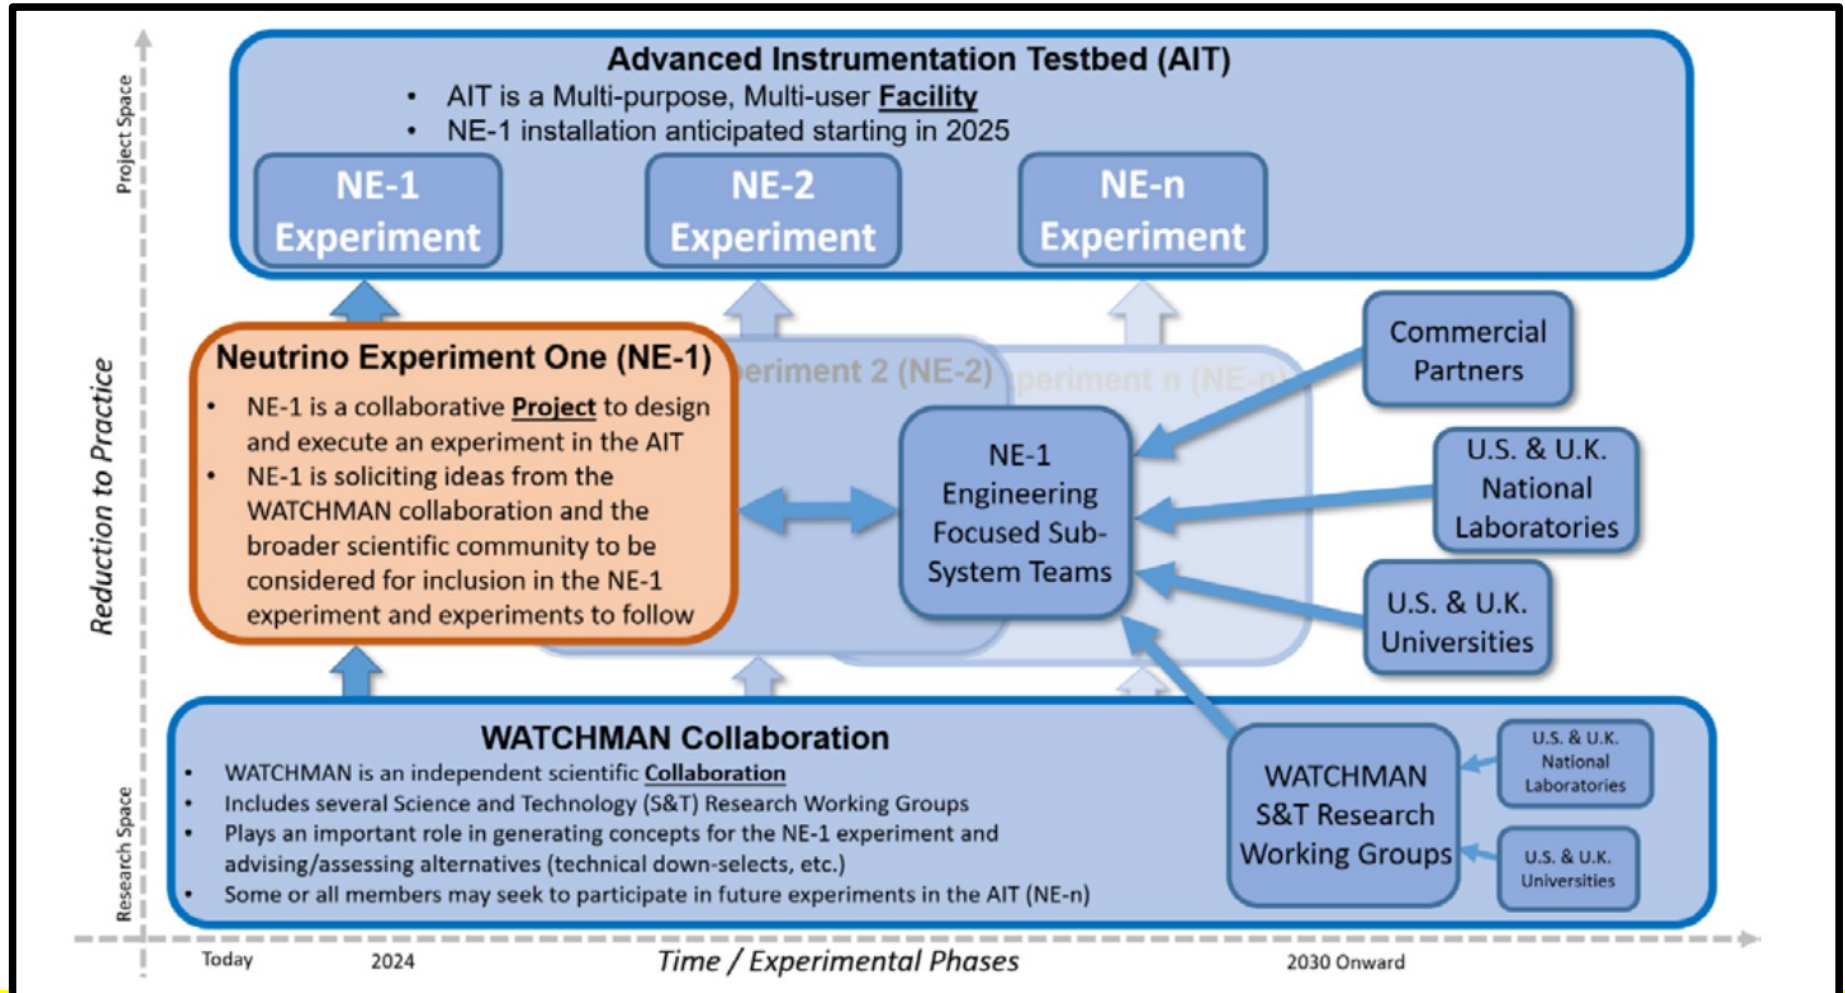 Advanced Instrumentation Testbed (AIT)
• AIT is a Multi-purpose, Multi-user Facility
• NE-1 installation anticipated starting in 2025
NE-1
Experiment
NE-2
Experiment
NE-n
Experiment
Project Space
Reduction to Practice
Research Space
Neutrino Experiment One (NE-1)
• NE-1 is a collaborative Project to design
and execute an experiment in the AIT
• NE-1 is soliciting ideas from the
WATCHMAN collaboration and the
broader scientific community to be
considered for inclusion in the NE-1
experiment and experiments to follow
periment 2 (NE-2)
periment n (NE-n)
NE-1
Engineering
Focused Sub-
System Teams
Commercial
Partners
U.S. & U.K.
National
Laboratories
U.S. & U.K.
Universities
WATCHMAN Collaboration
• WATCHMAN is an independent scientific Collaboration
• Includes several Science and Technology (S&T) Research Working Groups
• Plays an important role in generating concepts for the NE-1 experiment and
advising/assessing alternatives (technical down-selects, etc.)
• Some or all members may seek to participate in future experiments in the AIT (NE-n)
WATCHMAN
S&T Research
Working Groups
U.S. & U.K.
National
Laboratories
U.S. & U.K.
Universities
Today
2024
Time / Experimental Phases
2030 Onward